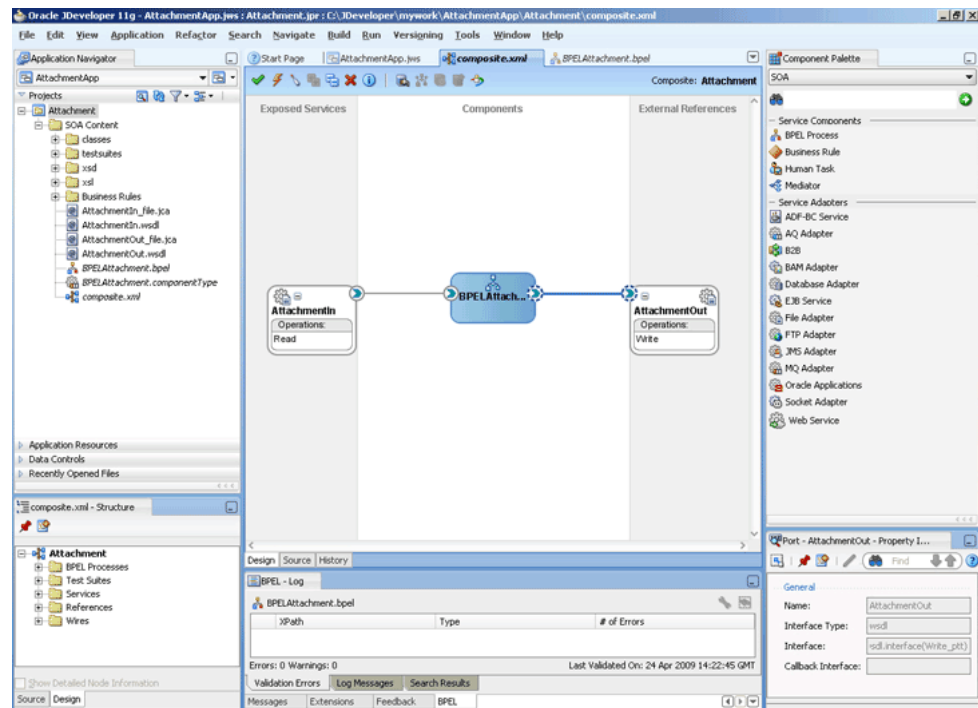 Oracle JDeveloper 11g - AttachmentApp.jws : Attachment.jpr : C:\JDeveloper\mywork\AttachmentApp\Attachment\composite.xml
File Edit View Application Refactor Search Navigate Build Run Versioning Tools Window Help
Application Navigator
AttachmentApp
Projects
Attachment
SOA Content
classes
testsuites
xsd
xsl
Business Rules
AttachmentIn_file.jca
AttachmentIn.wsdl
AttachmentOut_file.jca
AttachmentOut.wsdl
BPELAttachment.bpel
BPELAttachment.componentType
composite.xml
Application Resources
Data Controls
Recently Opened Files
composite.xml - Structure
Attachment
BPEL Processes
Test Suites
Services
References
Wires
Show Detailed Node Information
Source Design
Start Page AttachmentApp.jws composite.xml BPELAttachment.bpel
Composite: Attachment
Exposed Services Components External References
AttachmentIn
Operations:
Read
BPELAttach...
AttachmentOut
Operations:
Write
Design Source History
BPEL - Log
BPELAttachment.bpel
XPath Type # of Errors
Errors: 0 Warnings: 0 Last Validated On: 24 Apr 2009 14:22:45 GMT
Validation Errors Log Messages Search Results
Messages Extensions Feedback BPEL
Component Palette
SOA
Service Components
BPEL Process
Business Rule
Human Task
Mediator
Service Adapters
ADF-BC Service
AQ Adapter
B2B
BAM Adapter
Database Adapter
EJB Service
File Adapter
FTP Adapter
JMS Adapter
MQ Adapter
Oracle Applications
Socket Adapter
Web Service
Port - AttachmentOut - Property I...
Find
General
Name: AttachmentOut
Interface Type: wsdl
Interface: sdl.interface(Write_ptt)
Callback Interface: